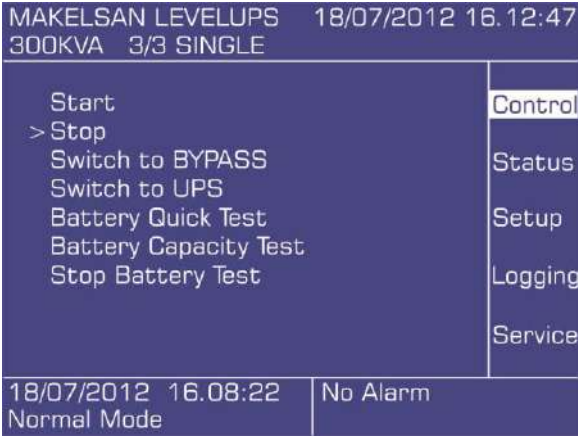 MAKELSAN LEVELUPS 18/07/2012 16.12:47
300KVA 3/3 SINGLE
Start
>Stop
Switch to BYPASS
Switch to UPS
Battery Quick Test
Battery Capacity Test
Stop Battery Test
Control
Status
Setup
Logging
Service
18/07/2012 16.08:22
Normal Mode
No Alarm